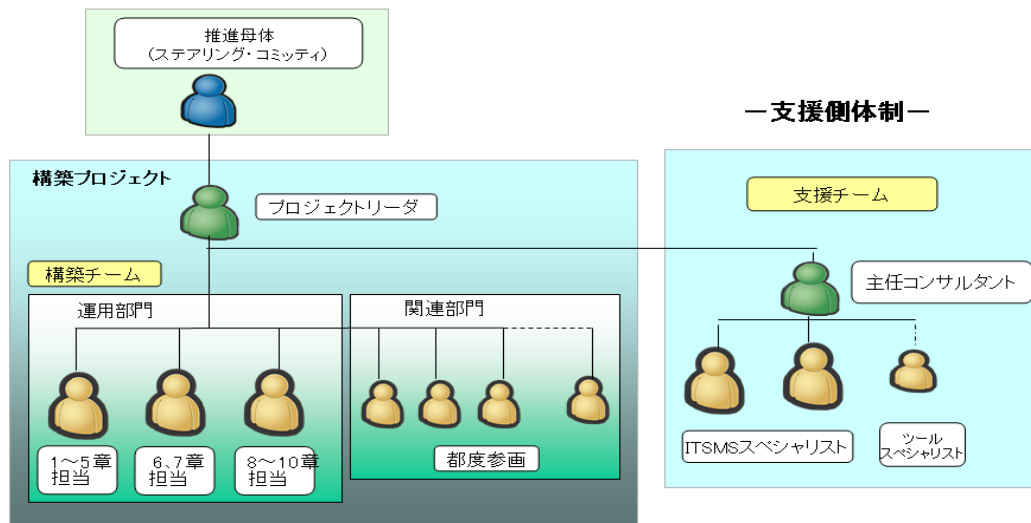 推進母体
(ステアリング・コミッティ)
－支援側体制－
構築プロジェクト
プロジェクトリーダ
支援チーム
構築チーム
主任コンサルタント
運用部門
関連部門
1～5章
担当
6、7章
担当
8～10章
担当
都度参画
ITSMSスペシャリスト
ツール
スペシャリスト